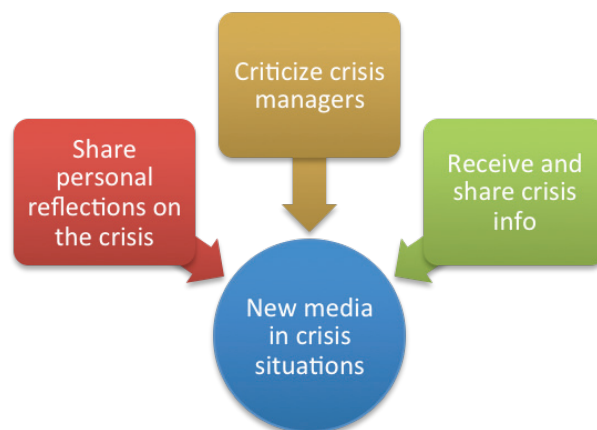 Criticize crisis
managers
Share
personal
reflections on
the crisis
Receive and
share crisis
info
New media
in crisis
situations